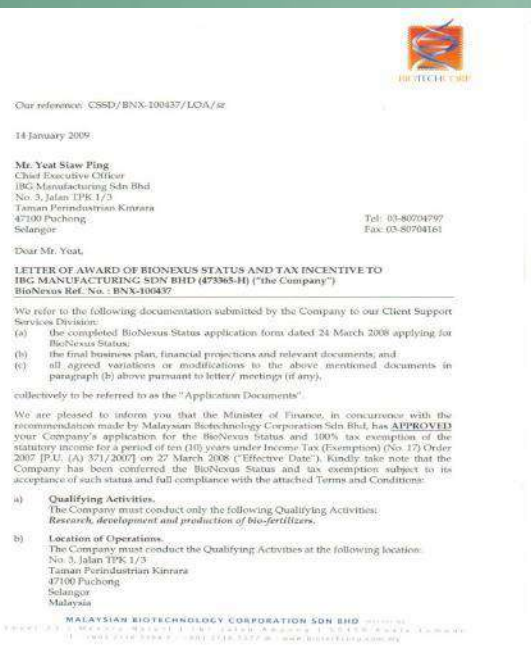 BIOTECHCORP
Our reference: CSSD/BNX-100437/LOA/sr
14 January 2009
Mr. Yeat Siaw Ping
Chief Executive Officer
IBG Manufacturing Sdn Bhd
No. 3, Jalan TPK 1/3
Taman Perindustrian Kinrara
47100 Puchong
Selangor
Tel: 03-80704797
Fax: 03-80704161
Dear Mr. Yeat,
LETTER OF AWARD OF BIONEXUS STATUS AND TAX INCENTIVE TO
IBG MANUFACTURING SDN BHD (473365-H) ("the Company")
BioNexus Ref. No. : BNX-100437
We refer to the following documentation submitted by the Company to our Client Support
Services Division:
(a) the completed BioNexus Status application form dated 24 March 2008 applying for
BioNexus Status;
(b) the final business plan, financial projections and relevant documents; and
(c) all agreed variations or modifications to the above mentioned documents in
paragraph (b) above pursuant to letter/ meetings (if any),
collectively to be referred to as the "Application Documents".
We are pleased to inform you that the Minister of Finance, in concurrence with the
recommendation made by Malaysian Biotechnology Corporation Sdn Bhd, has APPROVED
your Company's application for the BioNexus Status and 100% tax exemption of the
statutory income for a period of ten (10) years under Income Tax (Exemption) (No. 17) Order
2007 [P.U. (A) 371/2007] on 27 March 2008 ("Effective Date"). Kindly take note that the
Company has been conferred the BioNexus Status and tax exemption subject to its
acceptance of such status and full compliance with the attached Terms and Conditions:
a) Qualifying Activities.
The Company must conduct only the following Qualifying Activities:
Research, development and production of bio-fertilizers.
b) Location of Operations.
The Company must conduct the Qualifying Activities at the following location:
No. 3, Jalan TPK 1/3
Taman Perindustrian Kinrara
47100 Puchong
Selangor
Malaysia
MALAYSIAN BIOTECHNOLOGY CORPORATION SDN BHD